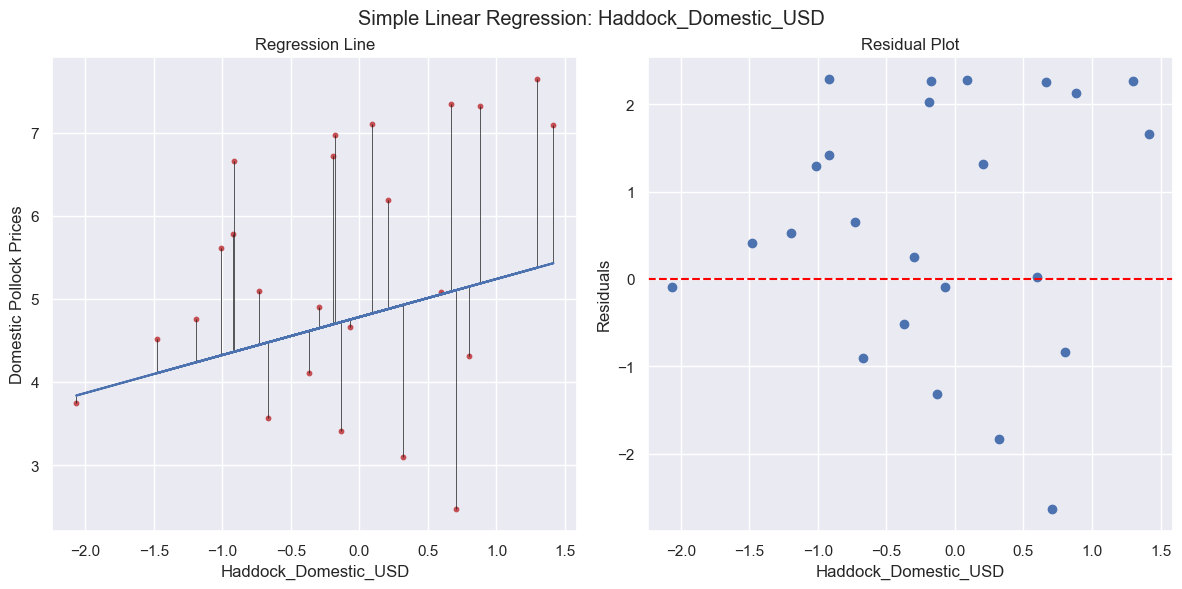 Simple Linear Regression: Haddock_Domestic_USD
Regression Line
Domestic Pollock Prices
7
6
5
4
3
−2.0 −1.5 −1.0 −0.5 0.0 0.5 1.0 1.5
Haddock_Domestic_USD
Residual Plot
Residuals
2
1
0
−1
−2
−2.0 −1.5 −1.0 −0.5 0.0 0.5 1.0 1.5
Haddock_Domestic_USD